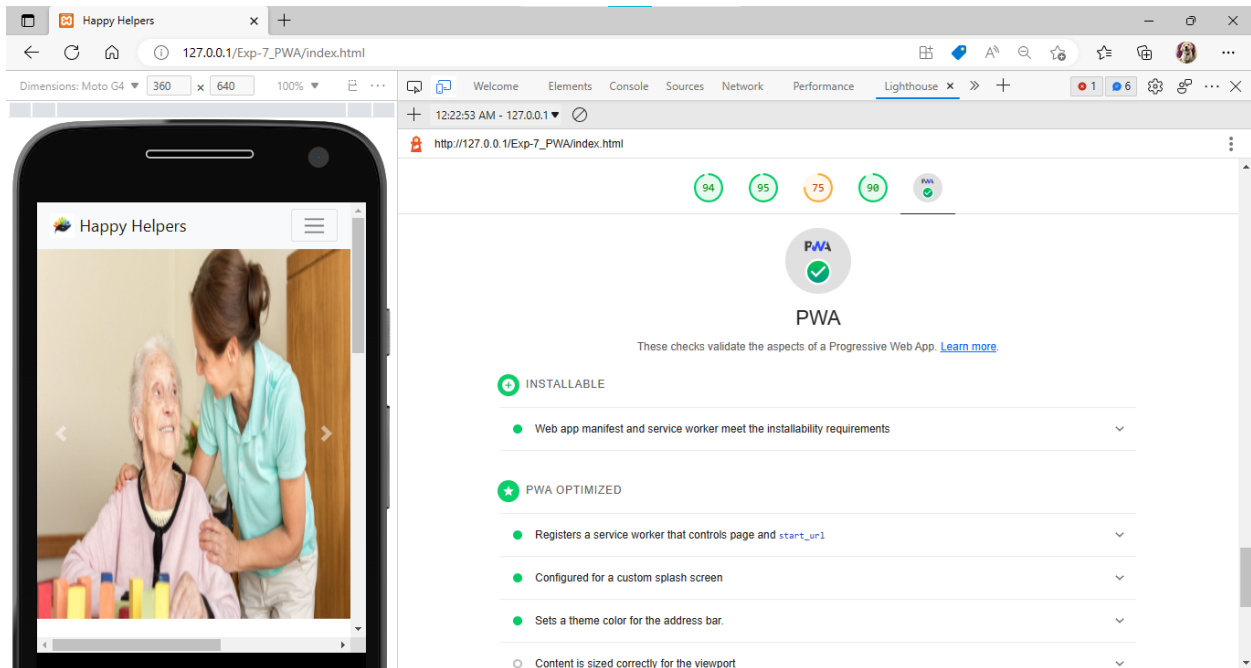 Happy Helpers
127.0.0.1/Exp-7_PWA/index.html
Dimensions: Moto G4 360 x 640 100%
Welcome Elements Console Sources Network Performance Lighthouse 1 6
12:22:53 AM - 127.0.0.1
http://127.0.0.1/Exp-7_PWA/index.html
94 95 75 90 PWA
Happy Helpers
PWA
PWA
These checks validate the aspects of a Progressive Web App. Learn more.
INSTALLABLE
Web app manifest and service worker meet the installability requirements
PWA OPTIMIZED
Registers a service worker that controls page and start_url
Configured for a custom splash screen
Sets a theme color for the address bar.
Content is sized correctly for the viewport